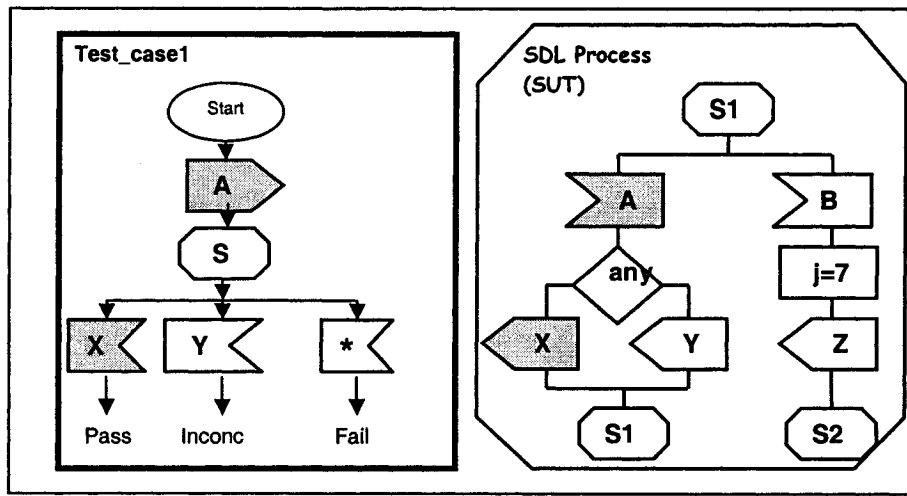 Test_case1
Start
A
S
X
Y
*
Pass
Inconc
Fail
SDL Process
(SUT)
S1
A
B
any
j=7
X
Y
Z
S1
S2